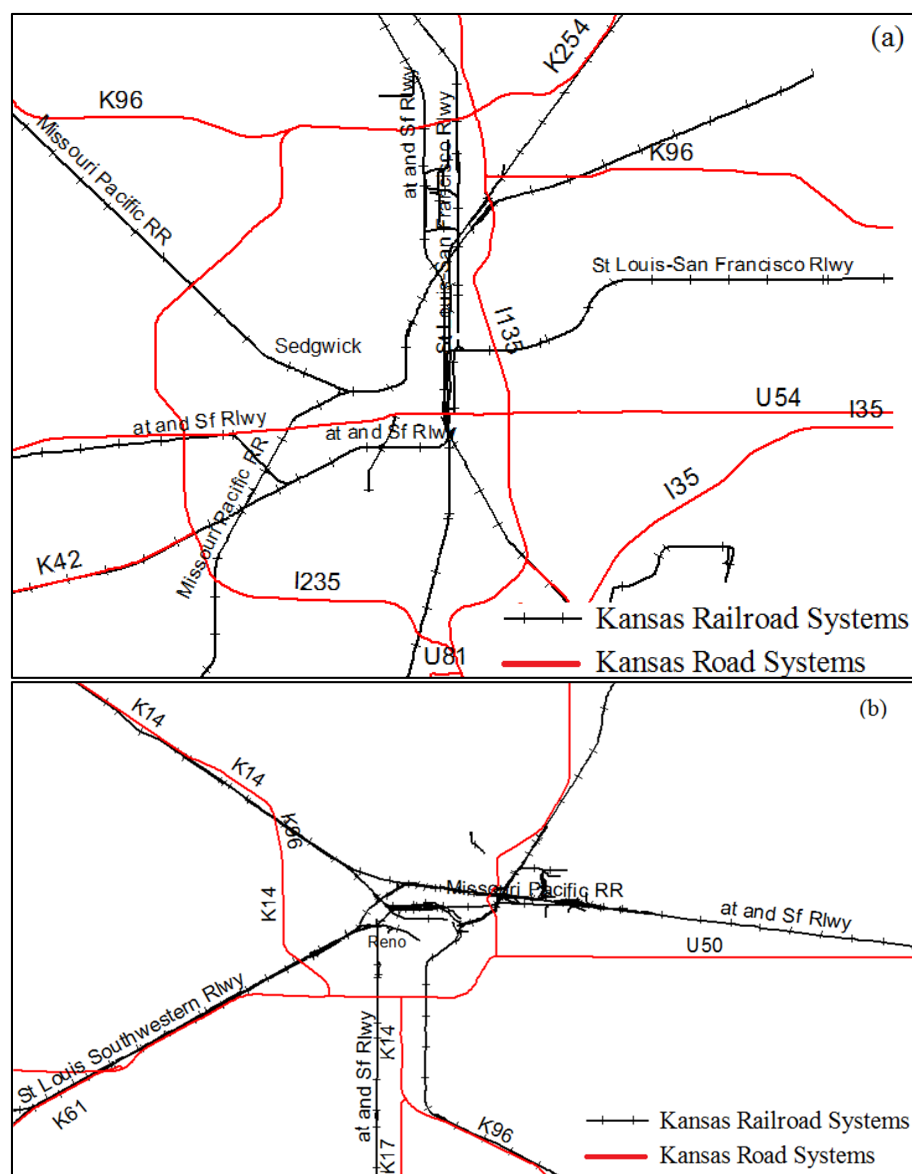 (a)
K254
K96
at and Sf Rlwy
Missouri Pacific RR
St Louis-San Francisco Rlwy
K96
St Louis-San Francisco Rlwy
I135
Sedgwick
U54
I35
at and Sf Rlwy
at and Sf Rlwy
Missouri Pacific RR
I35
K42
I235
U81
Kansas Railroad Systems
Kansas Road Systems
(b)
K14
K14
K96
K14
Missouri Pacific RR
at and Sf Rlwy
Reno
U50
St Louis Southwestern Rlwy
at and Sf Rlwy
K14
K61
K17
K96
Kansas Railroad Systems
Kansas Road Systems